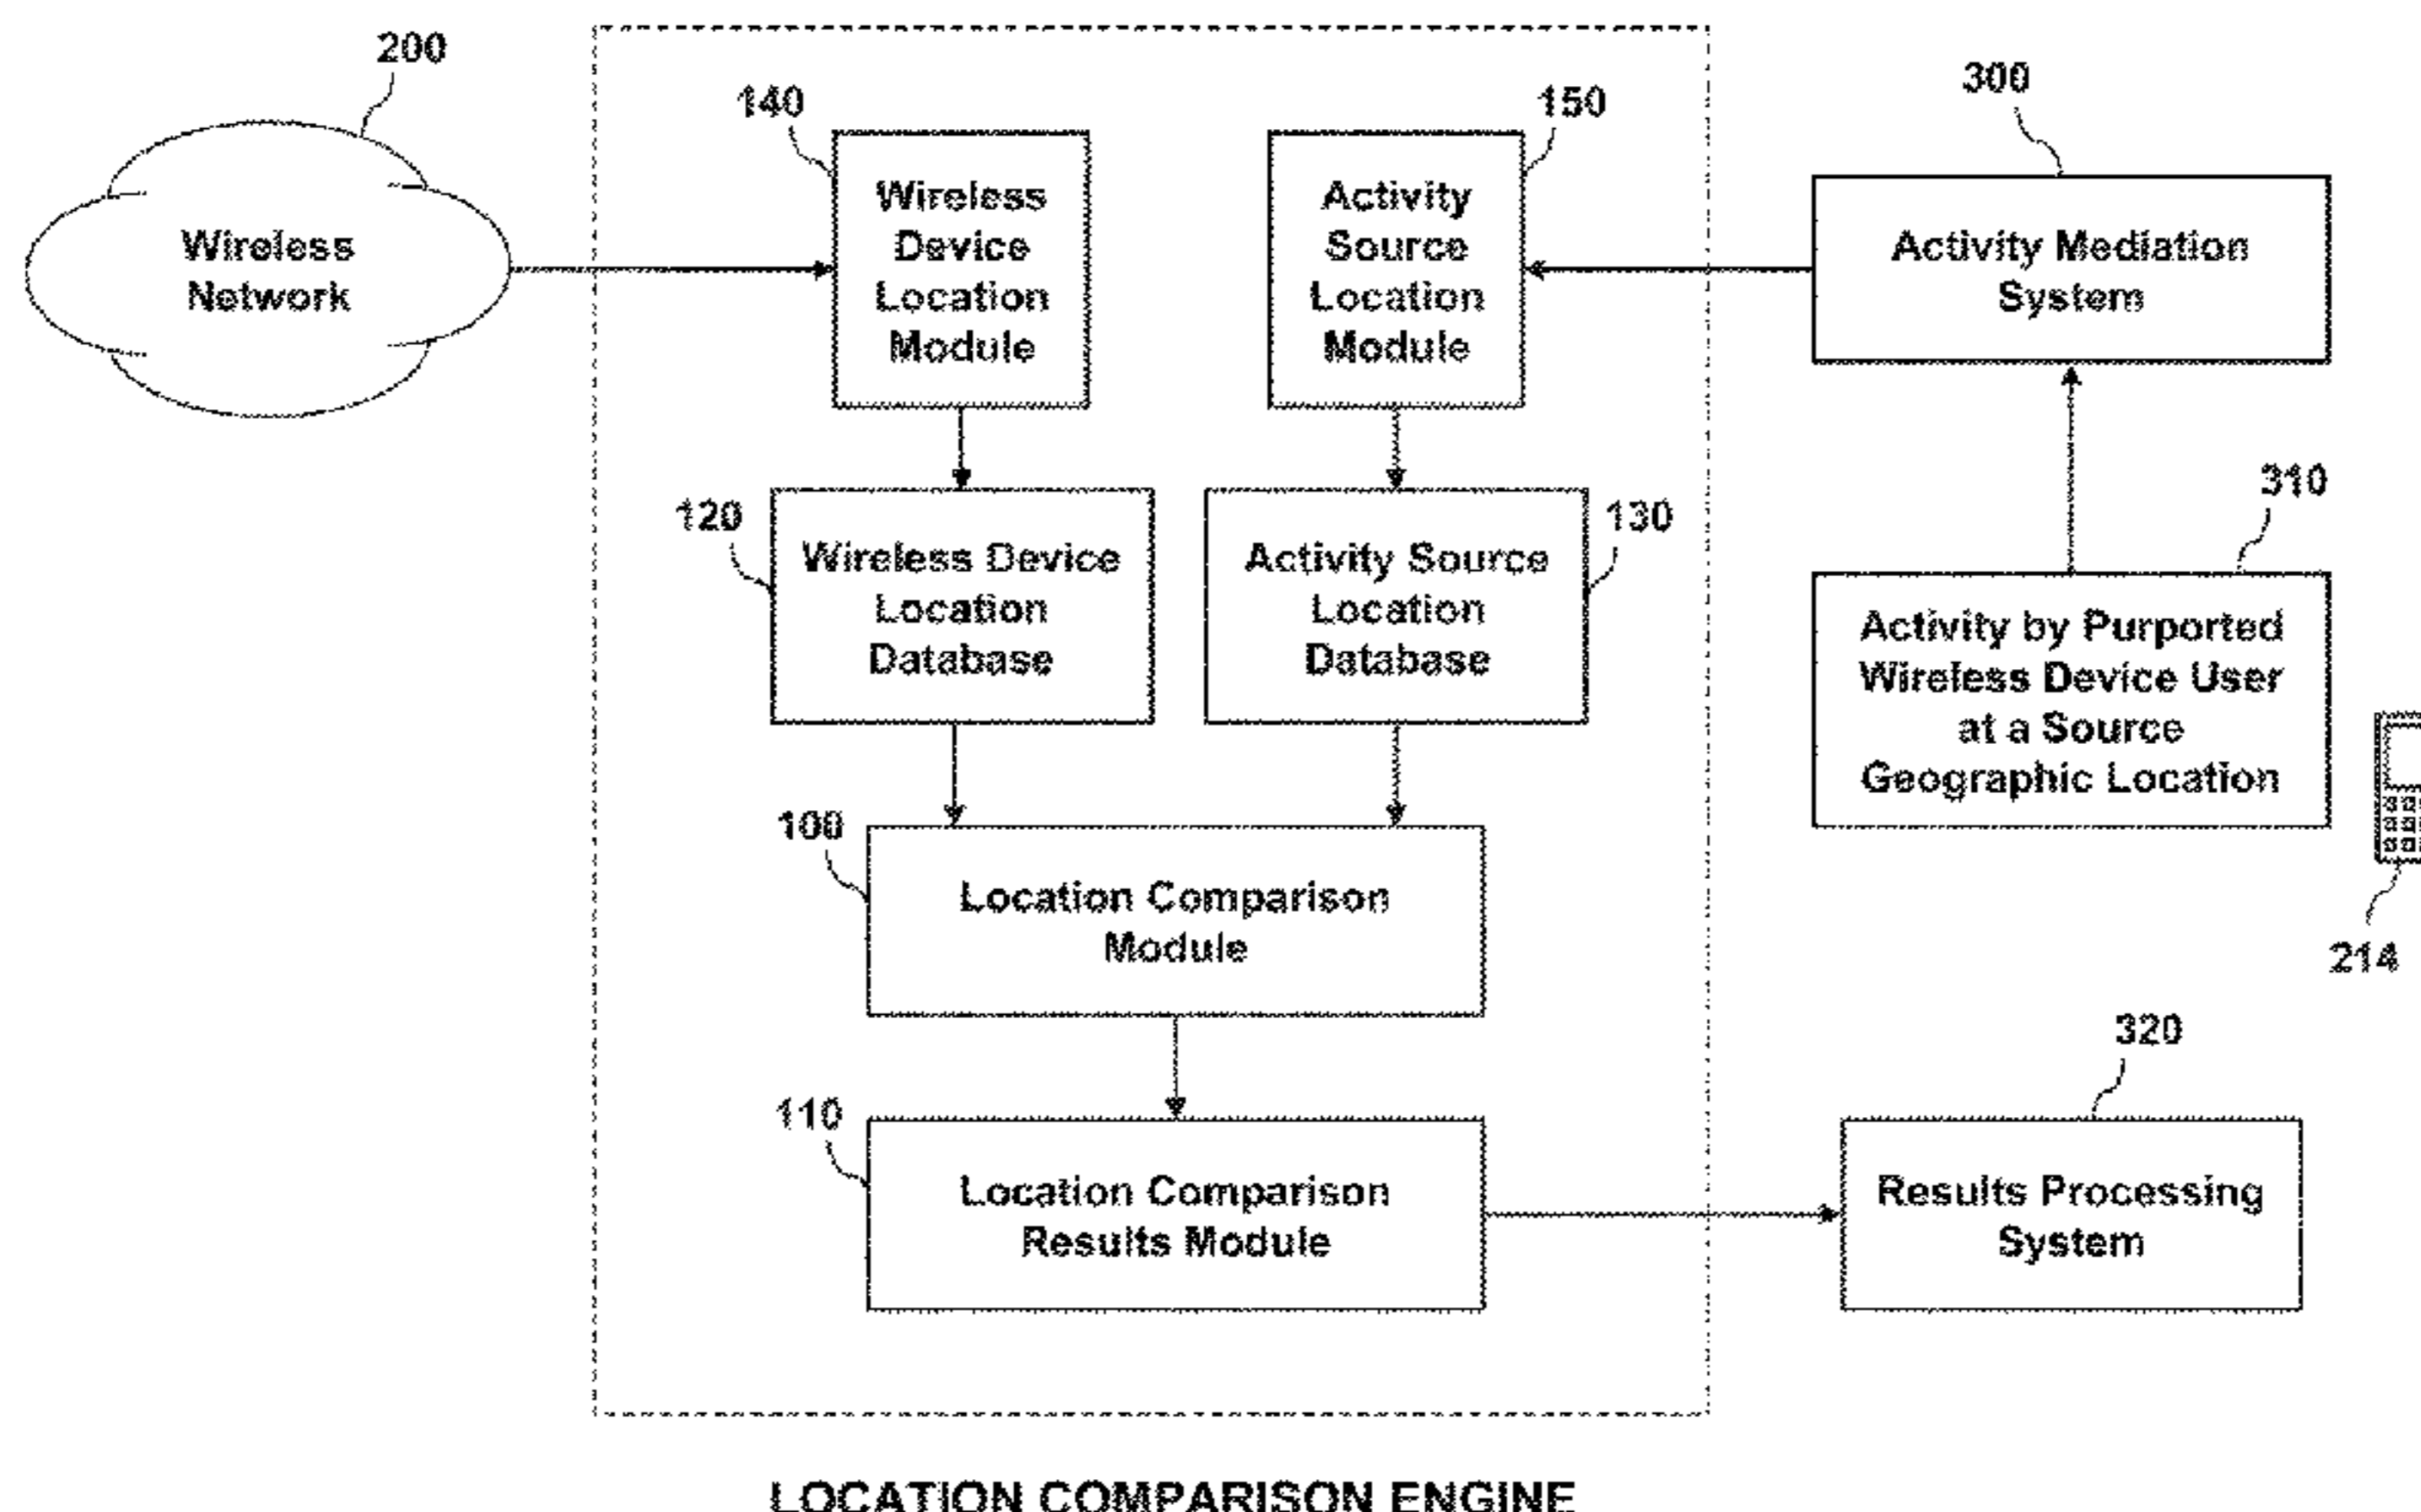 200
140
150
300
Wireless
Network
Wireless
Device
Location
Module
Activity
Source
Location
Module
Activity Mediation
System
310
120
130
Wireless Device
Location
Database
Activity Source
Location
Database
Activity by Purported
Wireless Device User
at a Source
Geographic Location
100
Location Comparison
Module
214
320
110
Location Comparison
Results Module
Results Processing
System
LOCATION COMPARISON ENGINE